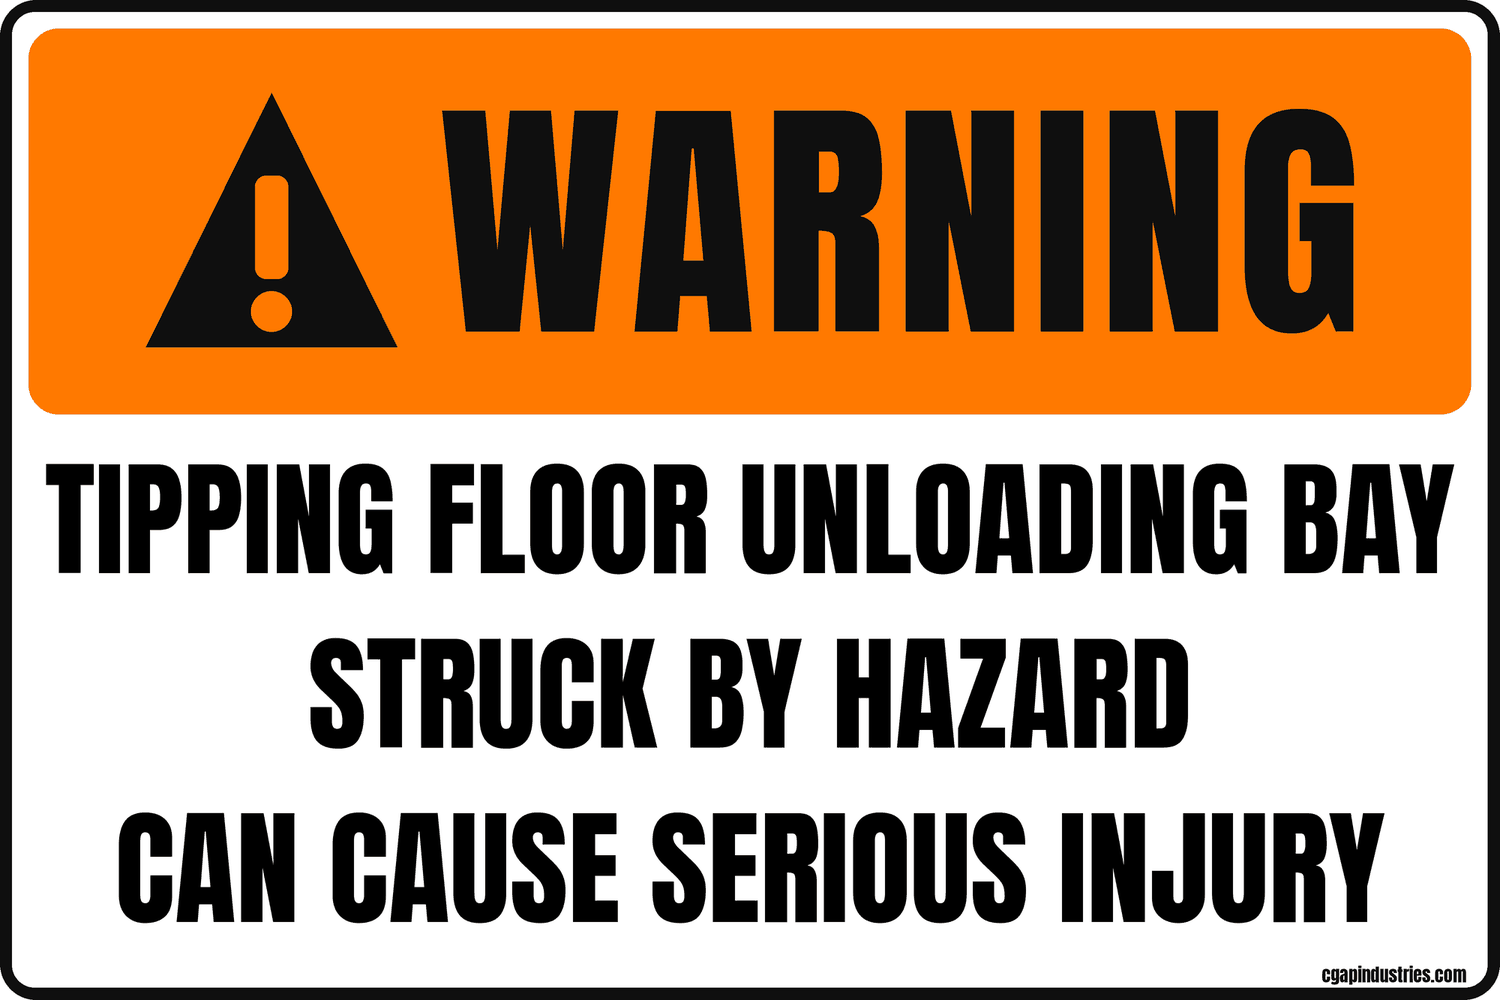 WARNING
TIPPING FLOOR UNLOADING BAY
STRUCK BY HAZARD
CAN CAUSE SERIOUS INJURY
cgapindustries.com